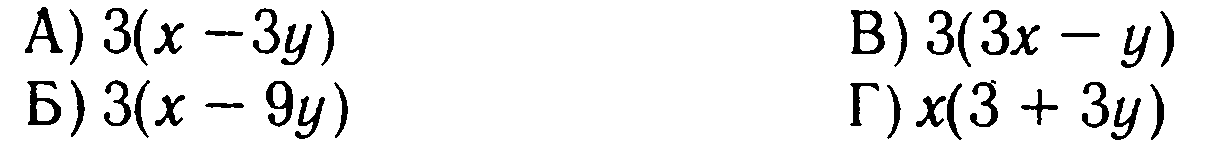 А) 3(x −3y) В) 3(3x − y)
Б) 3(x − 9y) Г) x(3 + 3y)